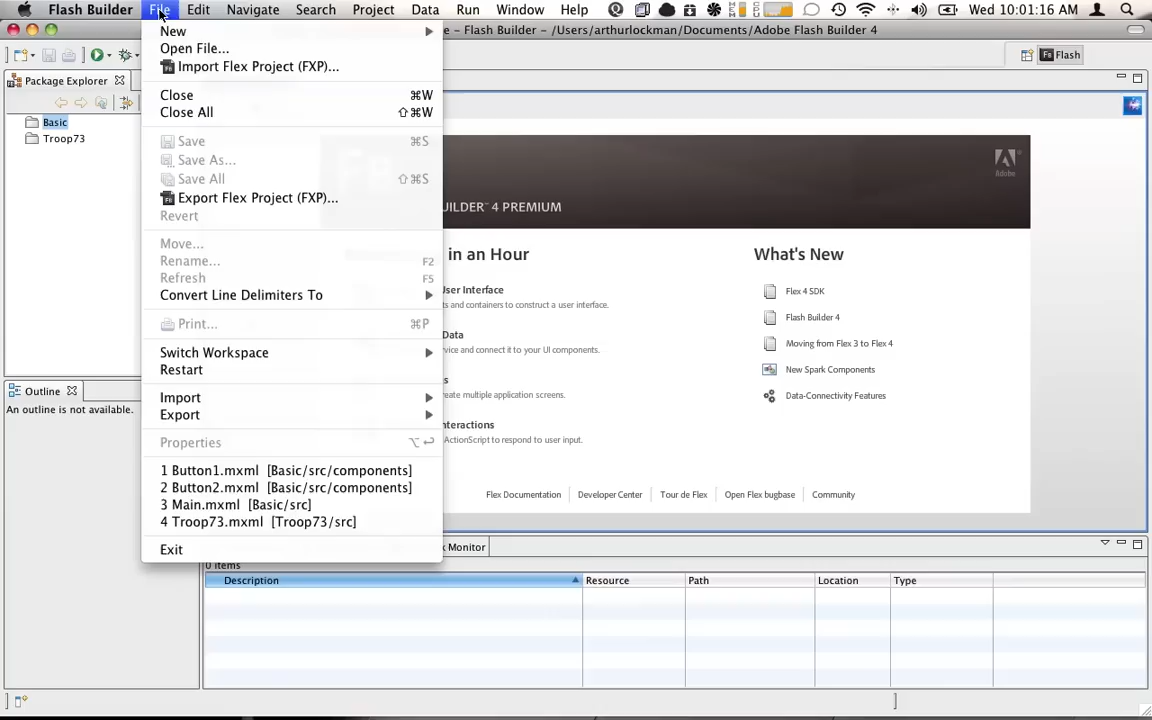 Flash Builder File Edit Navigate Search Project Data Run Window Help Wed 10:01:16 AM
- Flash Builder - /Users/arthurlockman/Documents/Adobe Flash Builder 4
Flash
Package Explorer
Basic
Troop73
New
Open File...
Import Flex Project (FXP)...
Close ⌘W
Close All ⇧⌘W
Save ⌘S
Save As...
Save All ⇧⌘S
Export Flex Project (FXP)...
Revert
Move...
Rename... F2
Refresh F5
Convert Line Delimiters To
Print... ⌘P
Switch Workspace
Restart
Import
Export
Properties ⌥↩
1 Button1.mxml [Basic/src/components]
2 Button2.mxml [Basic/src/components]
3 Main.mxml [Basic/src]
4 Troop73.mxml [Troop73/src]
Exit
Adobe
UILDER™ 4 PREMIUM
in an Hour
ser Interface
ts and containers to construct a user interface.
Data
vice and connect it to your UI components.
s
create multiple application screens.
nteractions
ActionScript to respond to user input.
What's New
Flex 4 SDK
Flash Builder 4
Moving from Flex 3 to Flex 4
New Spark Components
Data-Connectivity Features
Flex Documentation | Developer Center | Tour de Flex | Open Flex bugbase | Community
Outline
An outline is not available.
k Monitor
0 items
Description Resource Path Location Type